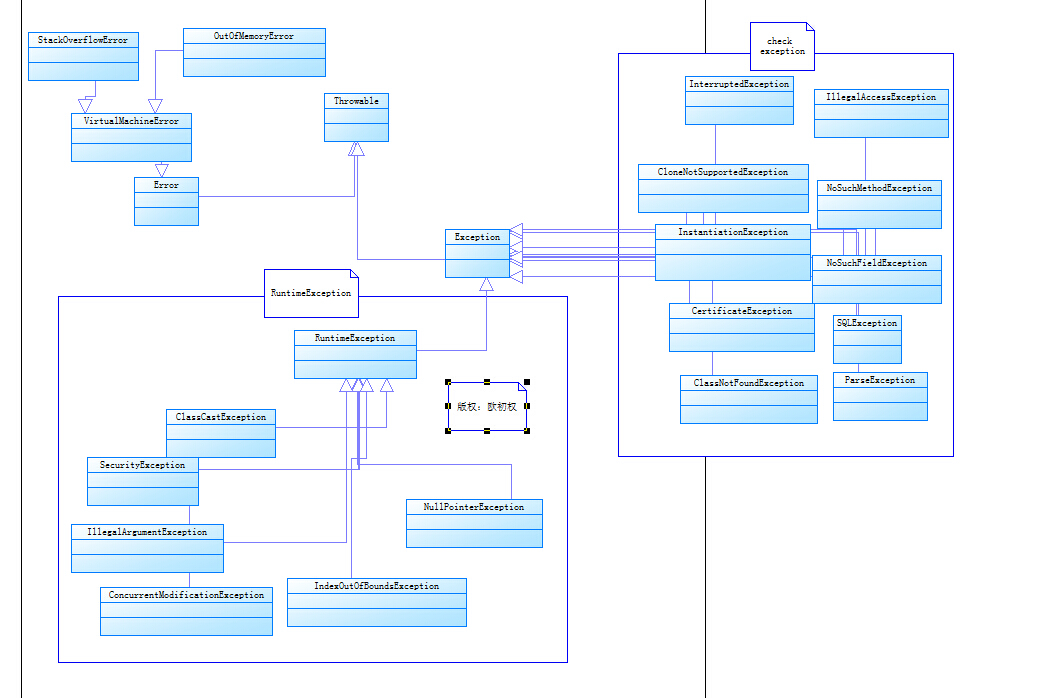 StackOverflowError
OutOfMemoryError
Throwable
VirtualMachineError
Error
Exception
check
exception
InterruptedException
IllegalAccessException
CloneNotSupportedException
NoSuchMethodException
InstantiationException
NoSuchFieldException
CertificateException
SQLException
ClassNotFoundException
ParseException
RuntimeException
RuntimeException
版权：欧初权
ClassCastException
SecurityException
NullPointerException
IllegalArgumentException
IndexOutOfBoundsException
ConcurrentModificationException